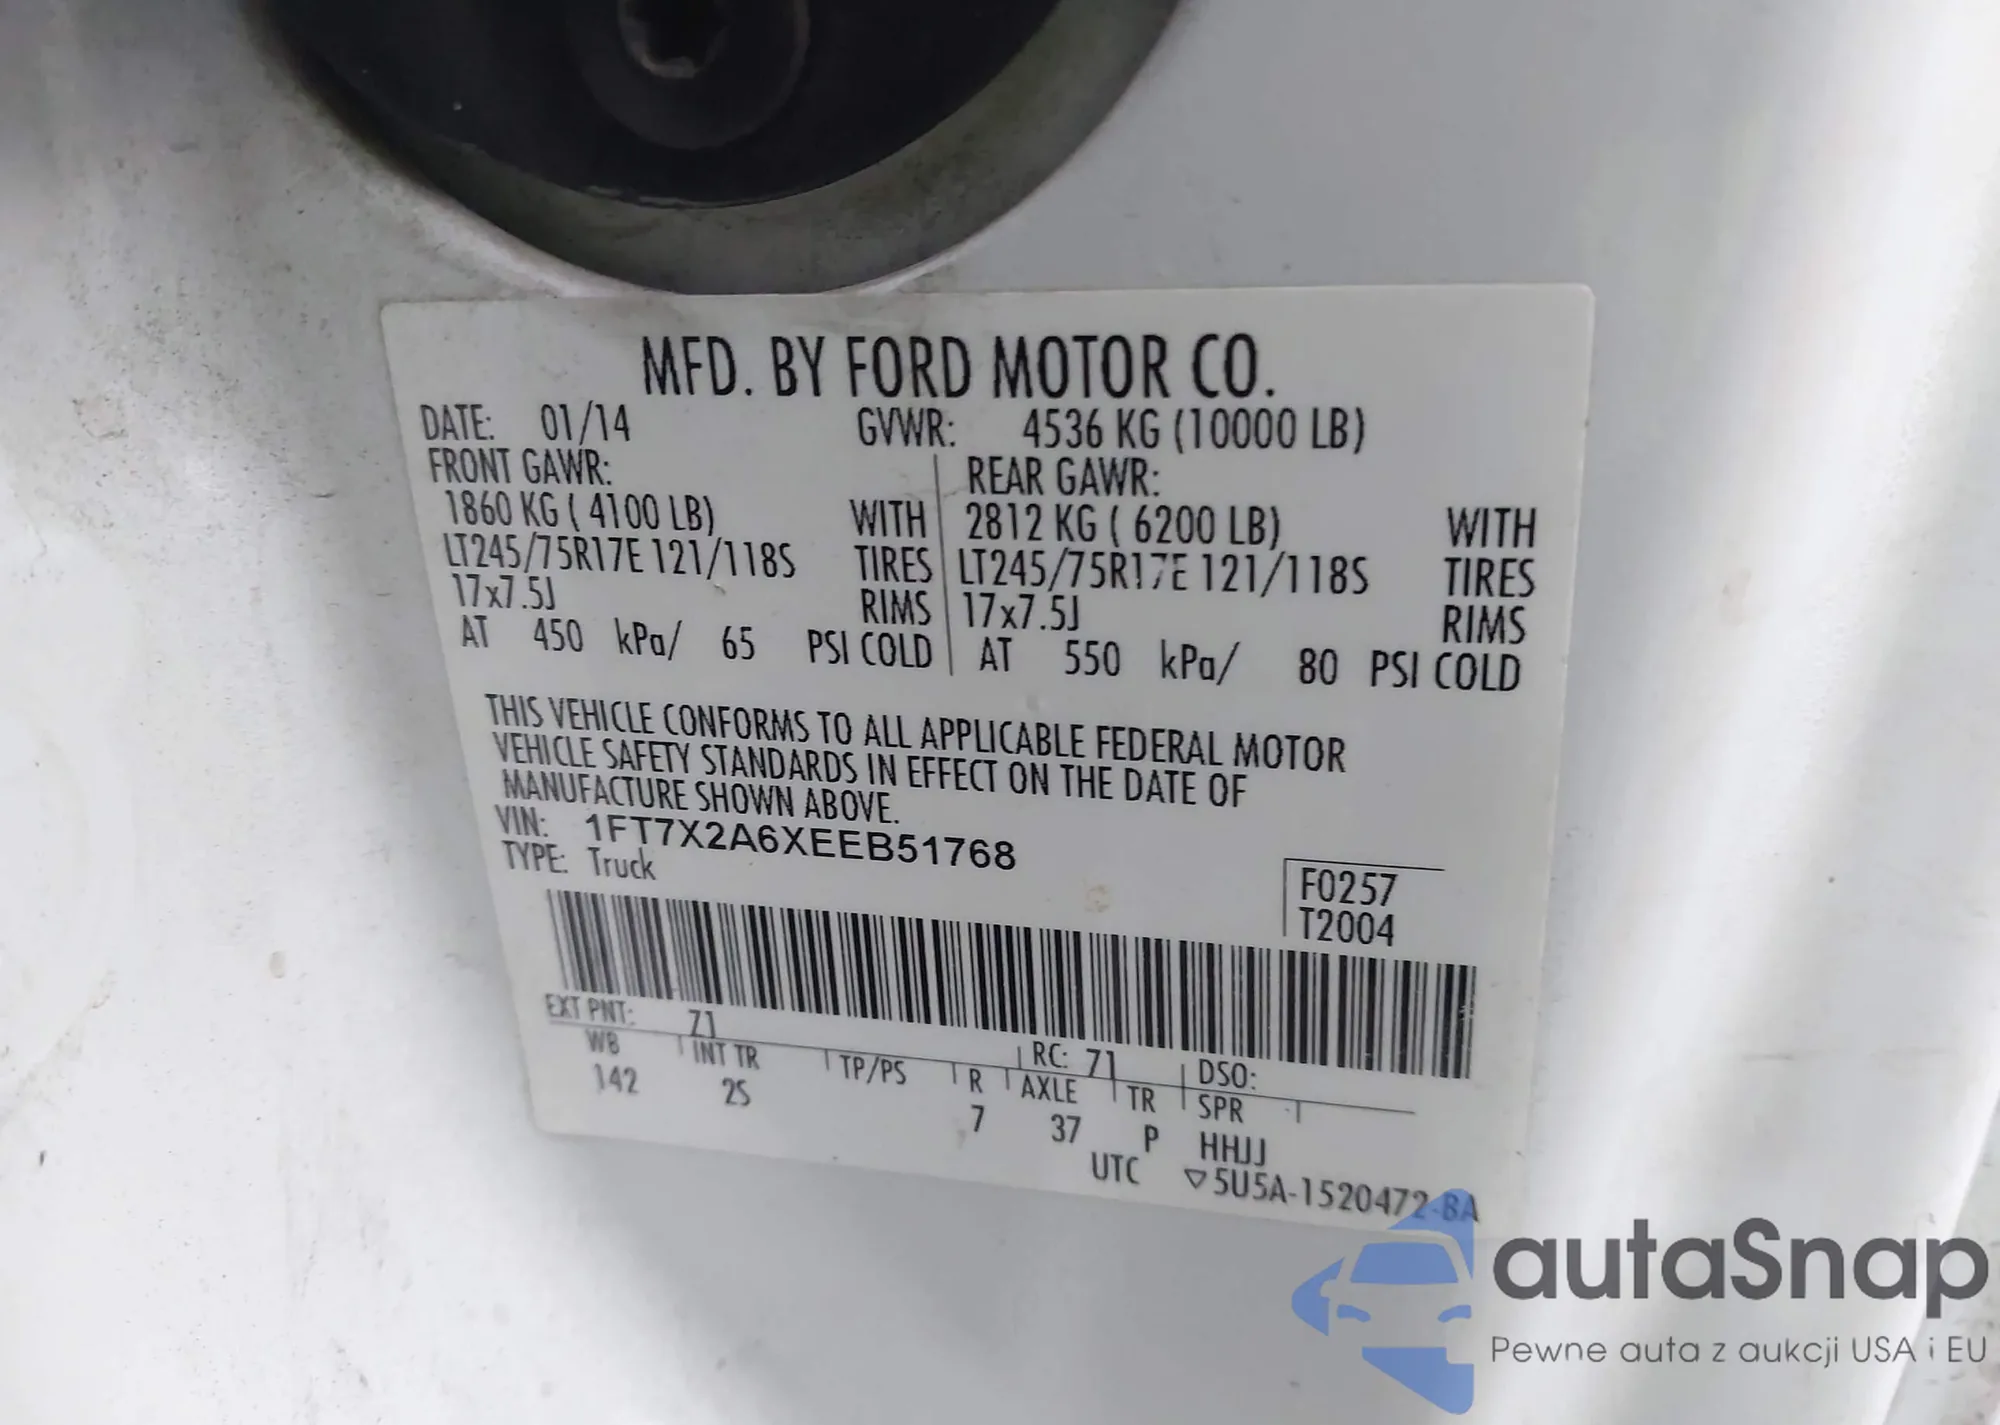 MFD. BY FORD MOTOR CO.
DATE: 01/14 GVWR: 4536 KG (10000 LB)
FRONT GAWR: REAR GAWR:
1860 KG ( 4100 LB) WITH 2812 KG ( 6200 LB) WITH
LT245/75R17E 121/118S TIRES LT245/75R17E 121/118S TIRES
17x7.5J RIMS 17x7.5J RIMS
AT 450 kPa/ 65 PSI COLD AT 550 kPa/ 80 PSI COLD
THIS VEHICLE CONFORMS TO ALL APPLICABLE FEDERAL MOTOR
VEHICLE SAFETY STANDARDS IN EFFECT ON THE DATE OF
MANUFACTURE SHOWN ABOVE.
VIN: 1FT7X2A6XEEB51768
TYPE: Truck
F0257
T2004
EXT PNT: Z1 RC: 71 DSO:
WB INT TR TP/PS R AXLE TR SPR
142 2S 7 37 P HHJJ
UTC ▽5U5A-1520472-BA
autaSnap
Pewne auta z aukcji USA i EU